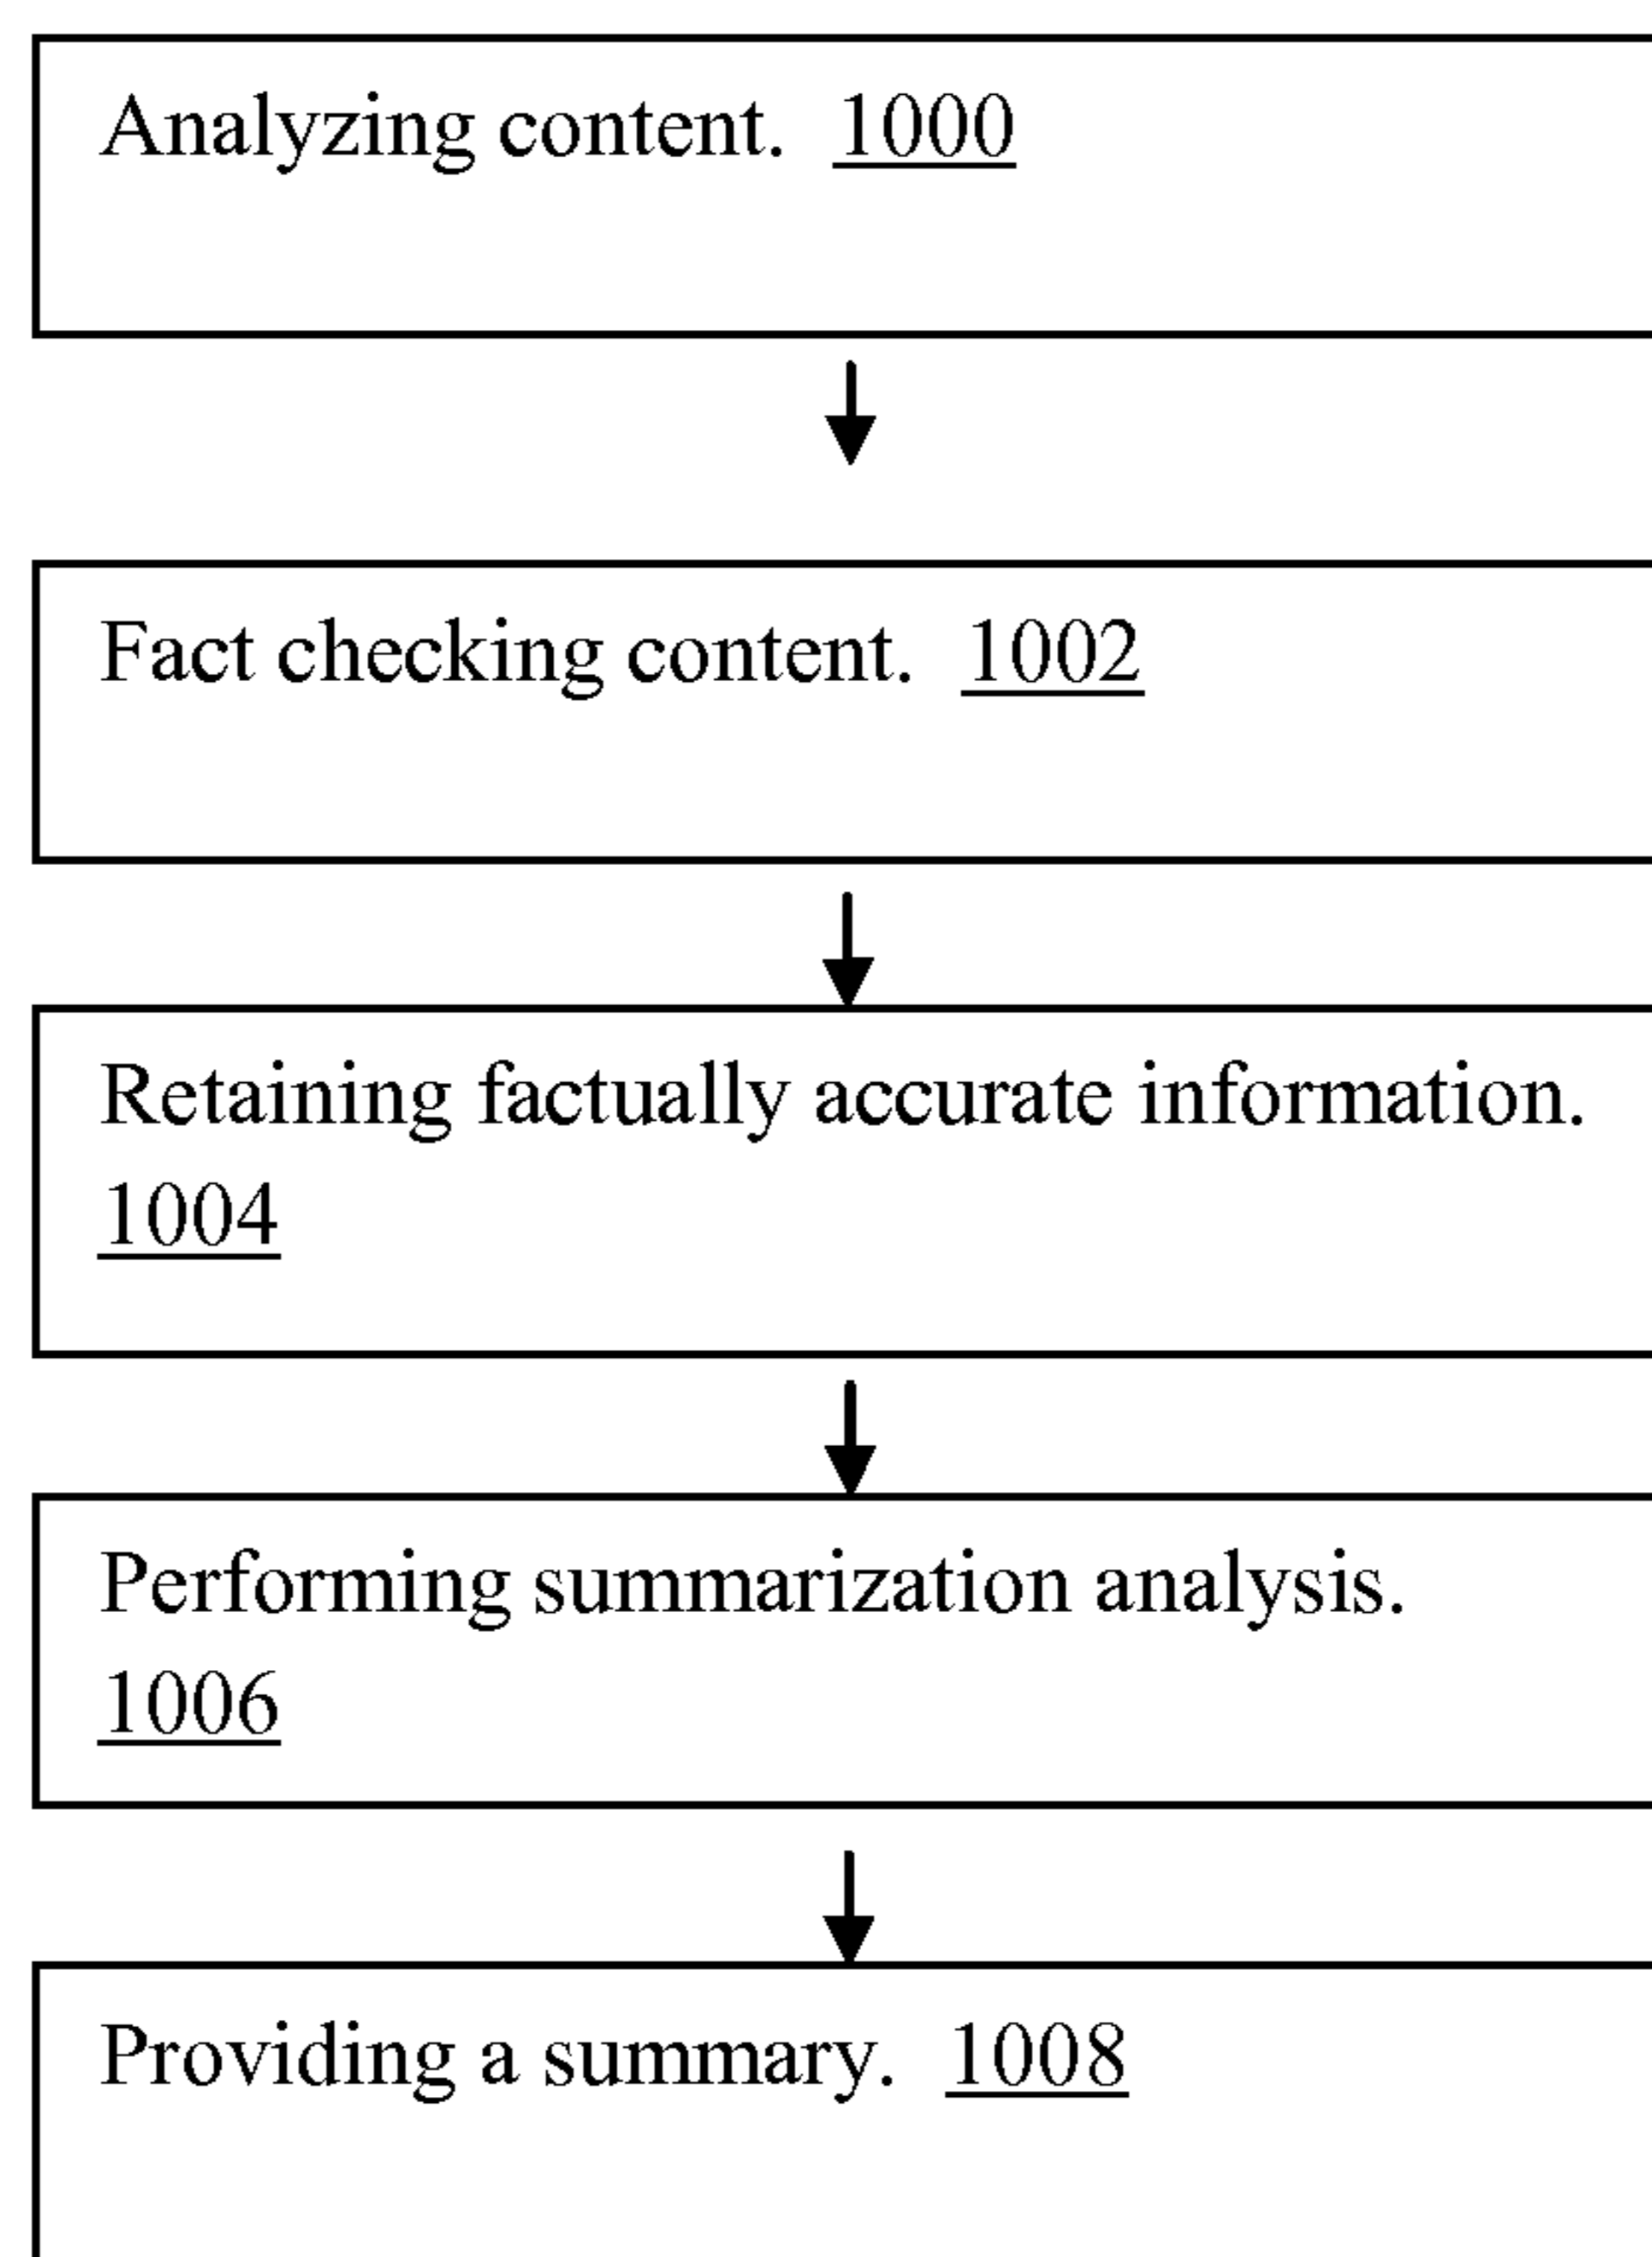 Analyzing content. 1000
Fact checking content. 1002
Retaining factually accurate information.
1004
Performing summarization analysis.
1006
Providing a summary. 1008